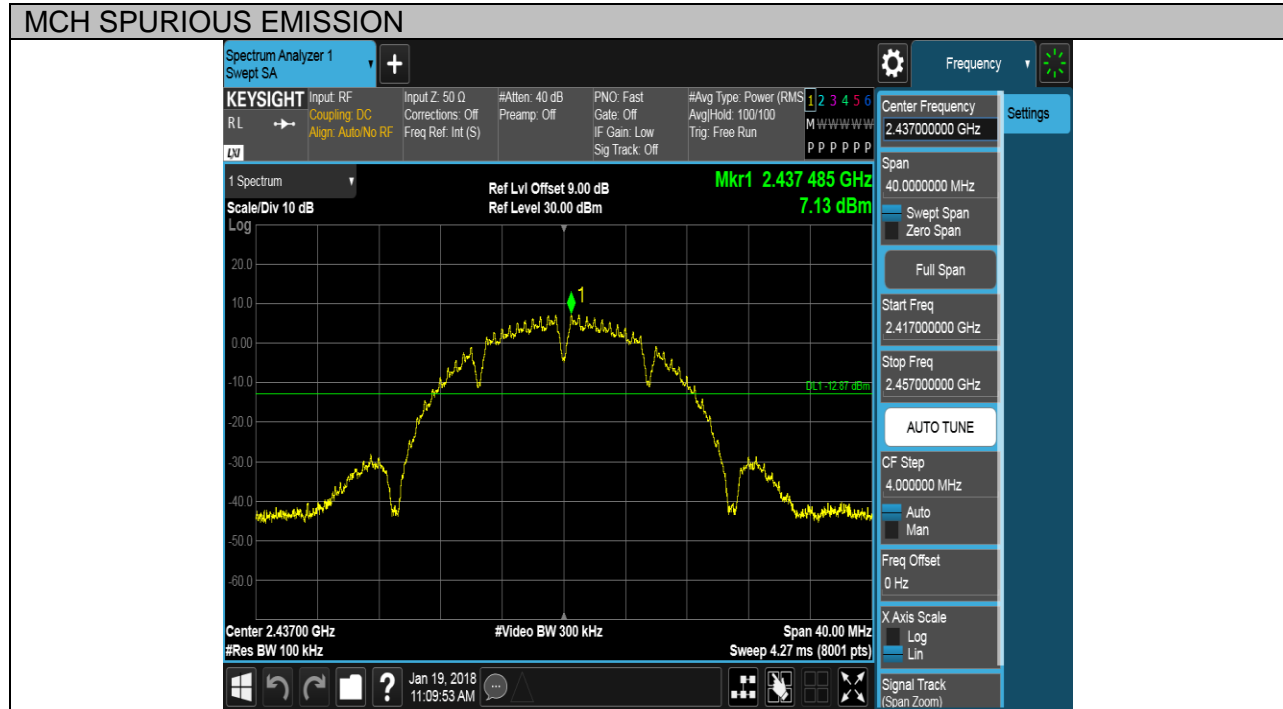 MCH SPURIOUS EMISSION
Spectrum Analyzer 1
Swept SA
+
Frequency
KEYSIGHT
RL
LXI
Input: RF
Coupling: DC
Align: Auto/No RF
Input Z: 50 Ω
Corrections: Off
Freq Ref: Int (S)
#Atten: 40 dB
Preamp: Off
PNO: Fast
Gate: Off
IF Gain: Low
Sig Track: Off
#Avg Type: Power (RMS
Avg|Hold: 100/100
Trig: Free Run
1 2 3 4 5 6
M W W W W W
P P P P P P
1 Spectrum
Scale/Div 10 dB
Log
Ref Lvl Offset 9.00 dB
Ref Level 30.00 dBm
Mkr1 2.437 485 GHz
7.13 dBm
20.0
10.0
0.00
-10.0
-20.0
-30.0
-40.0
-50.0
-60.0
1
DL1 -12.87 dBm
Center 2.43700 GHz
#Res BW 100 kHz
#Video BW 300 kHz
Span 40.00 MHz
Sweep 4.27 ms (8001 pts)
?
Jan 19, 2018
11:09:53 AM
Center Frequency
2.437000000 GHz
Settings
Span
40.0000000 MHz
Swept Span
Zero Span
Full Span
Start Freq
2.417000000 GHz
Stop Freq
2.457000000 GHz
AUTO TUNE
CF Step
4.000000 MHz
Auto
Man
Freq Offset
0 Hz
X Axis Scale
Log
Lin
Signal Track
(Span Zoom)